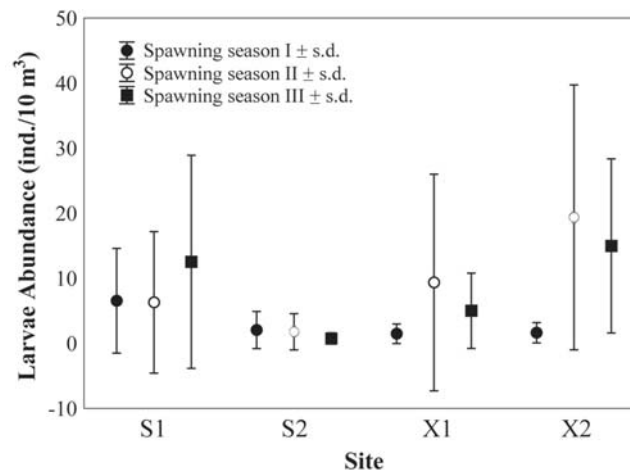 50
40
30
20
10
0
-10
Larvae Abundance (ind./10 m³)
Spawning season I ± s.d.
Spawning season II ± s.d.
Spawning season III ± s.d.
S1 S2 X1 X2
Site